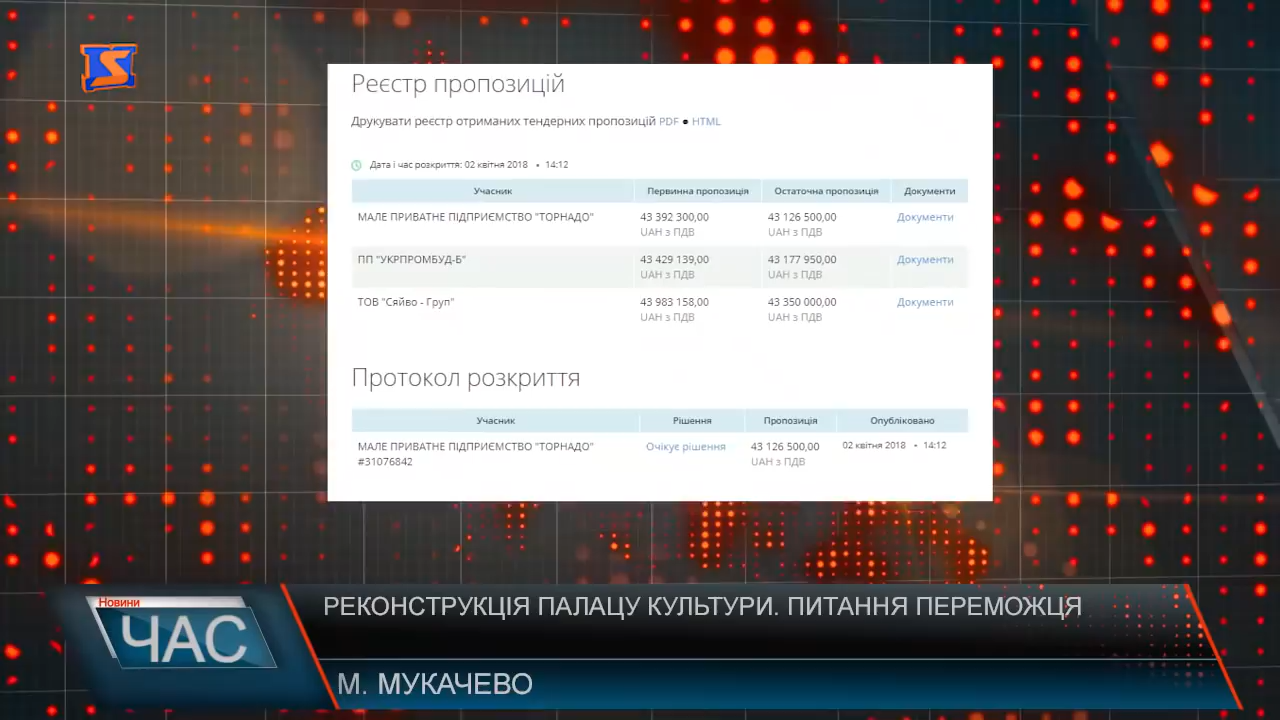 Реєстр пропозицій
Друкувати реєстр отриманих тендерних пропозицій PDF ● HTML
Дата і час розкриття: 02 квітня 2018 • 14:12
Учасник Первинна пропозиція Остаточна пропозиція Документи
МАЛЕ ПРИВАТНЕ ПІДПРИЄМСТВО "ТОРНАДО" 43 392 300,00 43 126 500,00 Документи
UAH з ПДВ UAH з ПДВ
ПП "УКРПРОМБУД-Б" 43 429 139,00 43 177 950,00 Документи
UAH з ПДВ UAH з ПДВ
ТОВ "Сяйво - Груп" 43 983 158,00 43 350 000,00 Документи
UAH з ПДВ UAH з ПДВ
Протокол розкриття
Учасник Рішення Пропозиція Опубліковано
МАЛЕ ПРИВАТНЕ ПІДПРИЄМСТВО "ТОРНАДО" Очікує рішення 43 126 500,00 02 квітня 2018 • 14:12
#31076842 UAH з ПДВ
Новини
ЧАС
РЕКОНСТРУКЦІЯ ПАЛАЦУ КУЛЬТУРИ. ПИТАННЯ ПЕРЕМОЖЦЯ
М. МУКАЧЕВО